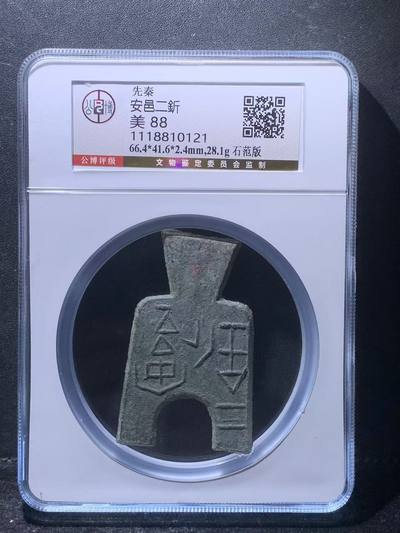 先秦
安邑二釿
美 88
1118810121
66.4*41.6*2.4mm,28.1g 石范版
公博评级
文物鉴定委员会监制